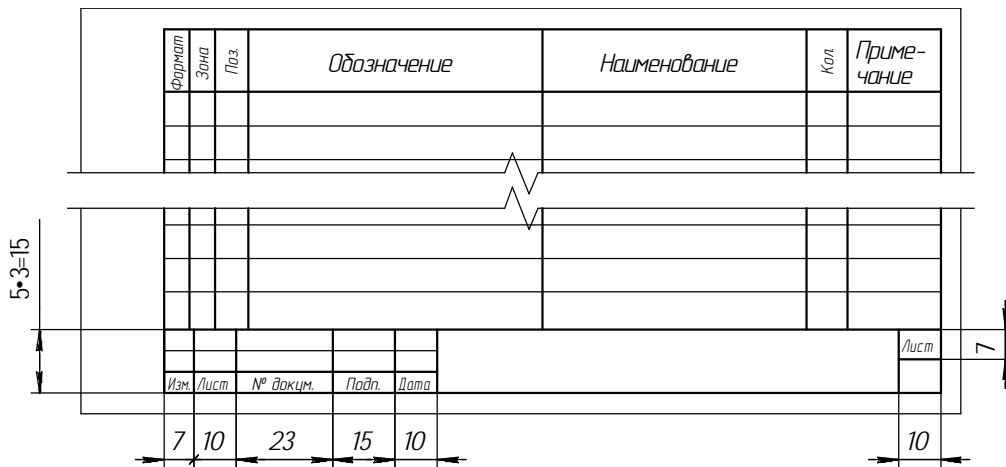 Формат
Зона
Поз.
Обозначение
Наименование
Кол.
Приме-
чание
5•3=15
Лист
7
Изм. Лист № докум. Подп. Дата
7 10 23 15 10 10